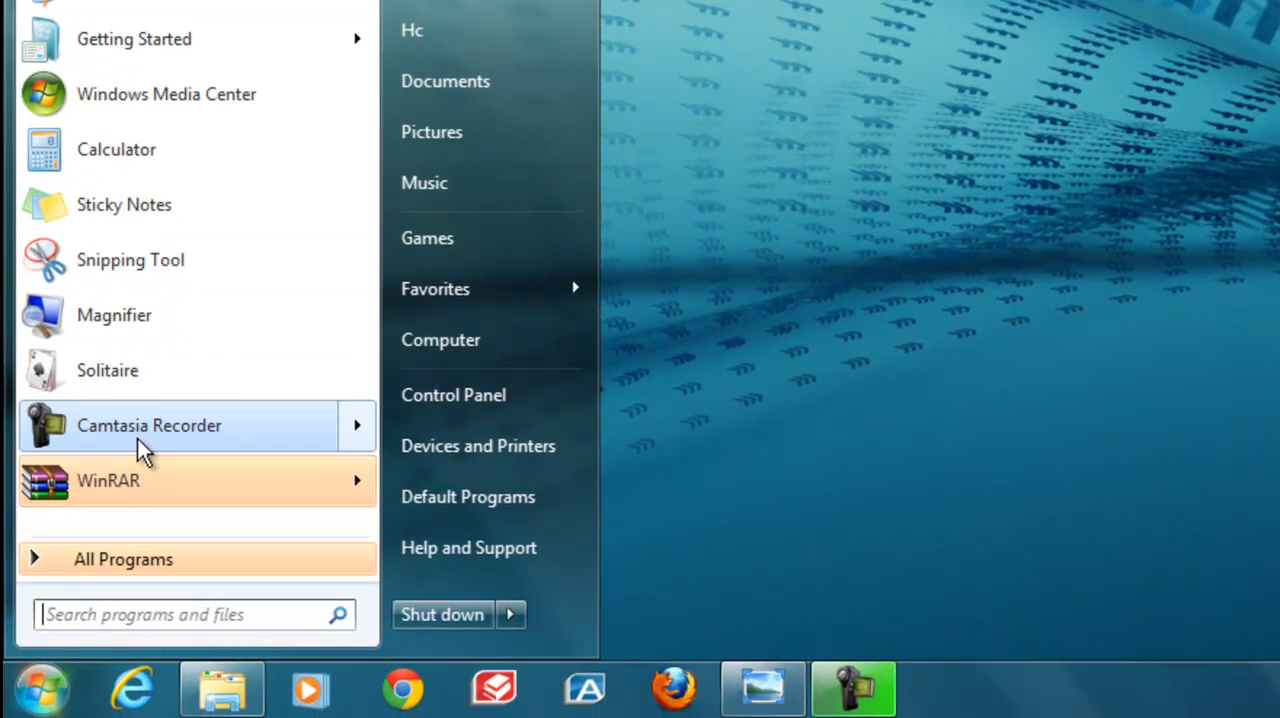 Getting Started
Windows Media Center
Calculator
Sticky Notes
Snipping Tool
Magnifier
Solitaire
Camtasia Recorder
WinRAR
All Programs
Search programs and files
Hc
Documents
Pictures
Music
Games
Favorites
Computer
Control Panel
Devices and Printers
Default Programs
Help and Support
Shut down